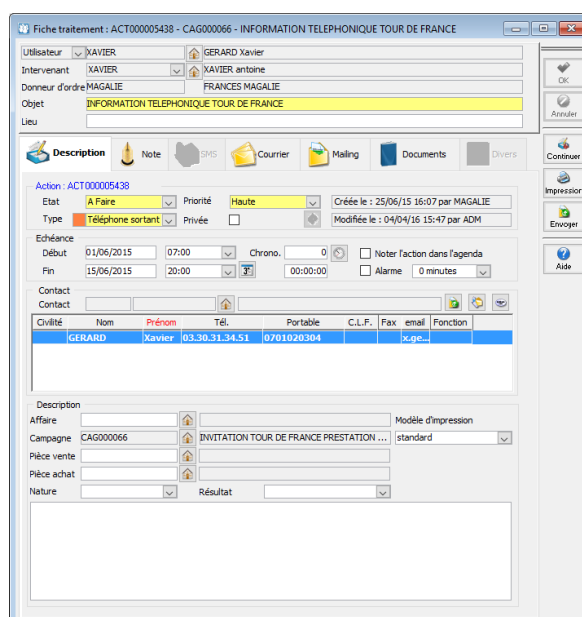 Fiche traitement : ACT000005438 - CAG000066 - INFORMATION TELEPHONIQUE TOUR DE FRANCE
Utilisateur XAVIER GERARD Xavier
Intervenant XAVIER XAVIER antoine
Donneur d'ordre MAGALIE FRANCES MAGALIE
Objet INFORMATION TELEPHONIQUE TOUR DE FRANCE
Lieu
OK
Annuler
Continuer
Impression
Envoyer
Aide
Description Note SMS Courrier Mailing Documents Divers
Action : ACT000005438
Etat A Faire Priorité Haute Créée le : 25/06/15 16:07 par MAGALIE
Type Téléphone sortant Privée Modifiée le : 04/04/16 15:47 par ADM
Echéance
Début 01/06/2015 07:00 Chrono. 0 Noter l'action dans l'agenda
Fin 15/06/2015 20:00 00:00:00 Alarme 0 minutes
Contact
Contact
Civilité Nom Prénom Tél. Portable C.L.F. Fax email Fonction
GERARD Xavier 03.30.31.34.51 0701020304 x.ge...
Description
Affaire Modèle d'impression
Campagne CAG000066 INVITATION TOUR DE FRANCE PRESTATION ... standard
Pièce vente
Pièce achat
Nature Résultat